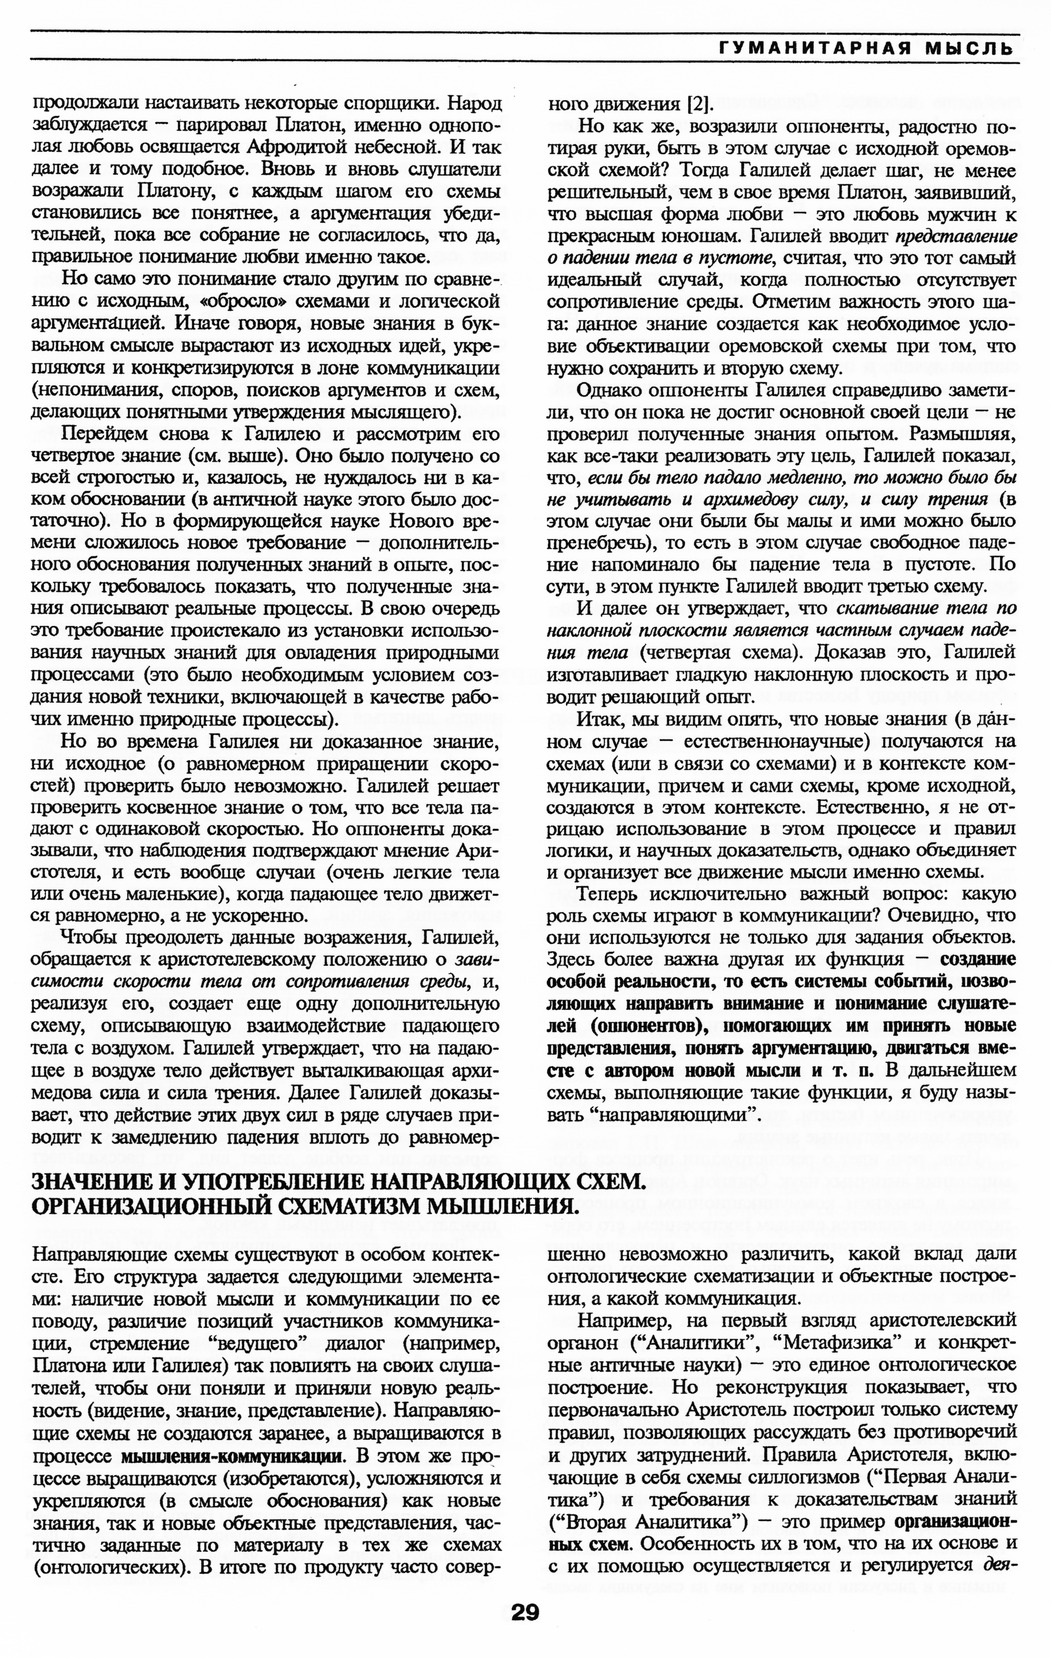 ГУМАНИТАРНАЯ МЫСЛЬ
продолжали настаивать некоторые спорщики. Народ
заблуждается — парировал Платон, именно однопо-
лая любовь освящается Афродитой небесной. И так
далее и тому подобное. Вновь и вновь слушатели
возражали Платону, с каждым шагом его схемы
становились все понятнее, а аргументация убеди-
тельней, пока все собрание не согласилось, что да,
правильное понимание любви именно такое.
Но само это понимание стало другим по сравне-
нию с исходным, «обросло» схемами и логической
аргументацией. Иначе говоря, новые знания в бук-
вальном смысле вырастают из исходных идей, укре-
пляются и конкретизируются в лоне коммуникации
(непонимания, споров, поисков аргументов и схем,
делающих понятными утверждения мыслящего).
Перейдем снова к Галилею и рассмотрим его
четвертое знание (см. выше). Оно было получено со
всей строгостью и, казалось, не нуждалось ни в ка-
ком обосновании (в античной науке этого было дос-
таточно). Но в формирующейся науке Нового вре-
мени сложилось новое требование — дополнитель-
ного обоснования полученных знаний в опыте, пос-
кольку требовалось показать, что полученные зна-
ния описывают реальные процессы. В свою очередь
это требование проистекало из установки использо-
вания научных знаний для овладения природными
процессами (это было необходимым условием соз-
дания новой техники, включающей в качестве рабо-
чих именно природные процессы).
Но во времена Галилея ни доказанное знание,
ни исходное (о равномерном приращении скоро-
стей) проверить было невозможно. Галилей решает
проверить косвенное знание о том, что все тела па-
дают с одинаковой скоростью. Но оппоненты дока-
зывали, что наблюдения подтверждают мнение Ари-
стотеля, и есть вообще случаи (очень легкие тела
или очень маленькие), когда падающее тело движет-
ся равномерно, а не ускоренно.
Чтобы преодолеть данные возражения, Галилей,
обращается к аристотелевскому положению о зави-
симости скорости тела от сопротивления среды, и,
реализуя его, создает еще одну дополнительную
схему, описывающую взаимодействие падающего
тела с воздухом. Галилей утверждает, что на падаю-
щее в воздухе тело действует выталкивающая архи-
медова сила и сила трения. Далее Галилей доказы-
вает, что действие этих двух сил в ряде случаев при-
водит к замедлению падения вплоть до равномер-
ного движения [2].
Но как же, возразили оппоненты, радостно по-
тирая руки, быть в этом случае с исходной оремов-
ской схемой? Тогда Галилей делает шаг, не менее
решительный, чем в свое время Платон, заявивший,
что высшая форма любви — это любовь мужчин к
прекрасным юношам. Галилей вводит представление
о падении тела в пустоте, считая, что это тот самый
идеальный случай, когда полностью отсутствует
сопротивление среды. Отметим важность этого ша-
га: данное знание создается как необходимое усло-
вие объективации оремовской схемы при том, что
нужно сохранить и вторую схему.
Однако оппоненты Галилея справедливо замети-
ли, что он пока не достиг основной своей цели — не
проверил полученные знания опытом. Размышляя,
как все-таки реализовать эту цель, Галилей показал,
что, если бы тело падало медленно, то можно было бы
не учитывать и архимедову силу, и силу трения (в
этом случае они были бы малы и ими можно было
пренебречь), то есть в этом случае свободное паде-
ние напоминало бы падение тела в пустоте. По
сути, в этом пункте Галилей вводит третью схему.
И далее он утверждает, что скатывание тела по
наклонной плоскости является частным случаем паде-
ния тела (четвертая схема). Доказав это, Галилей
изготавливает гладкую наклонную плоскость и про-
водит решающий опыт.
Итак, мы видим опять, что новые знания (в дан-
ном случае — естественнонаучные) получаются на
схемах (или в связи со схемами) и в контексте ком-
муникации, причем и сами схемы, кроме исходной,
создаются в этом контексте. Естественно, я не от-
рицаю использование в этом процессе и правил
логики, и научных доказательств, однако объединяет
и организует все движение мысли именно схемы.
Теперь исключительно важный вопрос: какую
роль схемы играют в коммуникации? Очевидно, что
они используются не только для задания объектов.
Здесь более важна другая их функция — создание
особой реальности, то есть системы событий, позво-
ляющих направить внимание и понимание слушате-
лей (оппонентов), помогающих им принять новые
представления, понять аргументацию, двигаться вме-
сте с автором новой мысли и т. п. В дальнейшем
схемы, выполняющие такие функции, я буду назы-
вать “направляющими”.
ЗНАЧЕНИЕ И УПОТРЕБЛЕНИЕ НАПРАВЛЯЮЩИХ СХЕМ.
ОРГАНИЗАЦИОННЫЙ СХЕМАТИЗМ МЫШЛЕНИЯ.
Направляющие схемы существуют в особом контек-
сте. Его структура задается следующими элемента-
ми: наличие новой мысли и коммуникации по ее
поводу, различие позиций участников коммуника-
ции, стремление “ведущего” диалог (например,
Платона или Галилея) так повлиять на своих слуша-
телей, чтобы они поняли и приняли новую реаль-
ность (видение, знание, представление). Направляю-
щие схемы не создаются заранее, а выращиваются в
процессе мышления-коммуникации. В этом же про-
цессе выращиваются (изобретаются), усложняются и
укрепляются (в смысле обоснования) как новые
знания, так и новые объектные представления, час-
тично заданные по материалу в тех же схемах
(онтологических). В итоге по продукту часто совер-
шенно невозможно различить, какой вклад дали
онтологические схематизации и объектные построе-
ния, а какой коммуникация.
Например, на первый взгляд аристотелевский
органон (“Аналитики”, “Метафизика” и конкрет-
ные античные науки) — это единое онтологическое
построение. Но реконструкция показывает, что
первоначально Аристотель построил только систему
правил, позволяющих рассуждать без противоречий
и других затруднений. Правила Аристотеля, вклю-
чающие в себя схемы силлогизмов (“Первая Анали-
тика”) и требования к доказательствам знаний
(“Вторая Аналитика”) — это пример организацион-
ных схем. Особенность их в том, что на их основе и
с их помощью осуществляется и регулируется дея-
29